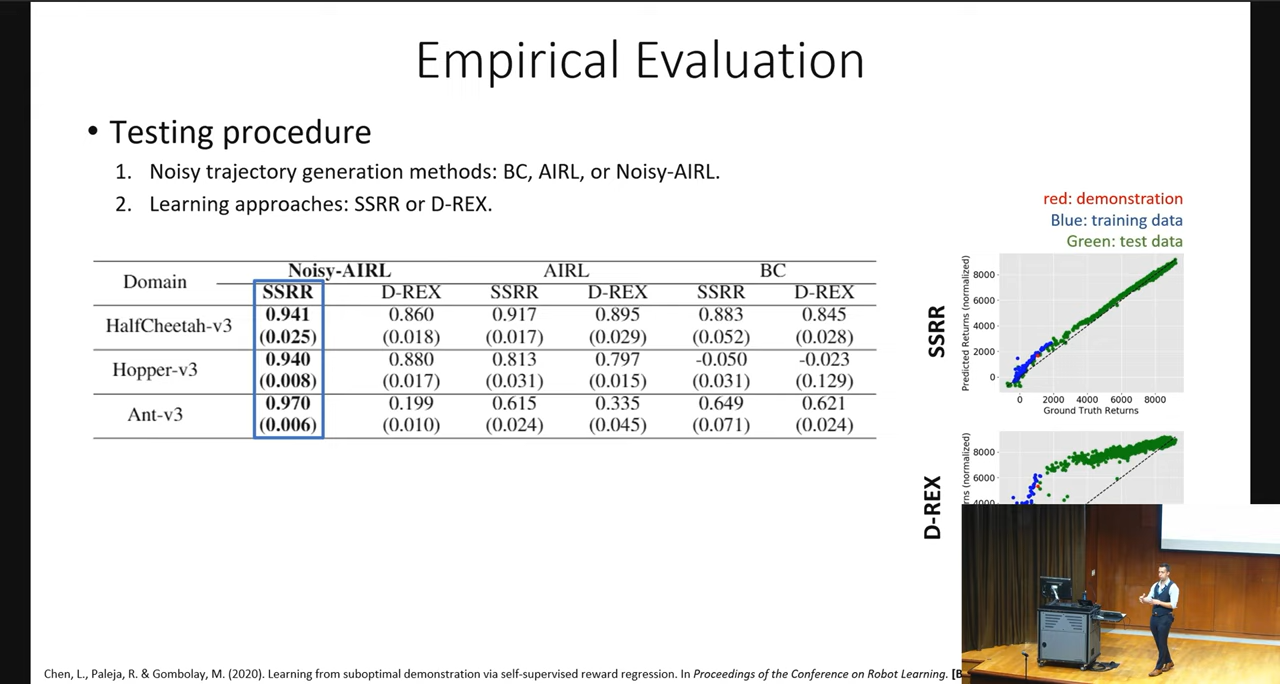 Empirical Evaluation
• Testing procedure
1. Noisy trajectory generation methods: BC, AIRL, or Noisy-AIRL.
2. Learning approaches: SSRR or D-REX.
red: demonstration
Blue: training data
Green: test data
Domain Noisy-AIRL AIRL BC
SSRR D-REX SSRR D-REX SSRR D-REX
HalfCheetah-v3 0.941 0.860 0.917 0.895 0.883 0.845
(0.025) (0.018) (0.017) (0.029) (0.052) (0.028)
Hopper-v3 0.940 0.880 0.813 0.797 -0.050 -0.023
(0.008) (0.017) (0.031) (0.015) (0.031) (0.129)
Ant-v3 0.970 0.199 0.615 0.335 0.649 0.621
(0.006) (0.010) (0.024) (0.045) (0.071) (0.024)
SSRR
Predicted Returns (normalized)
8000
6000
4000
2000
0
0 2000 4000 6000 8000
Ground Truth Returns
D-REX
(normalized)
8000
6000
4000
Chen, L., Paleja, R. & Gombolay, M. (2020). Learning from suboptimal demonstration via self-supervised reward regression. In Proceedings of the Conference on Robot Learning.